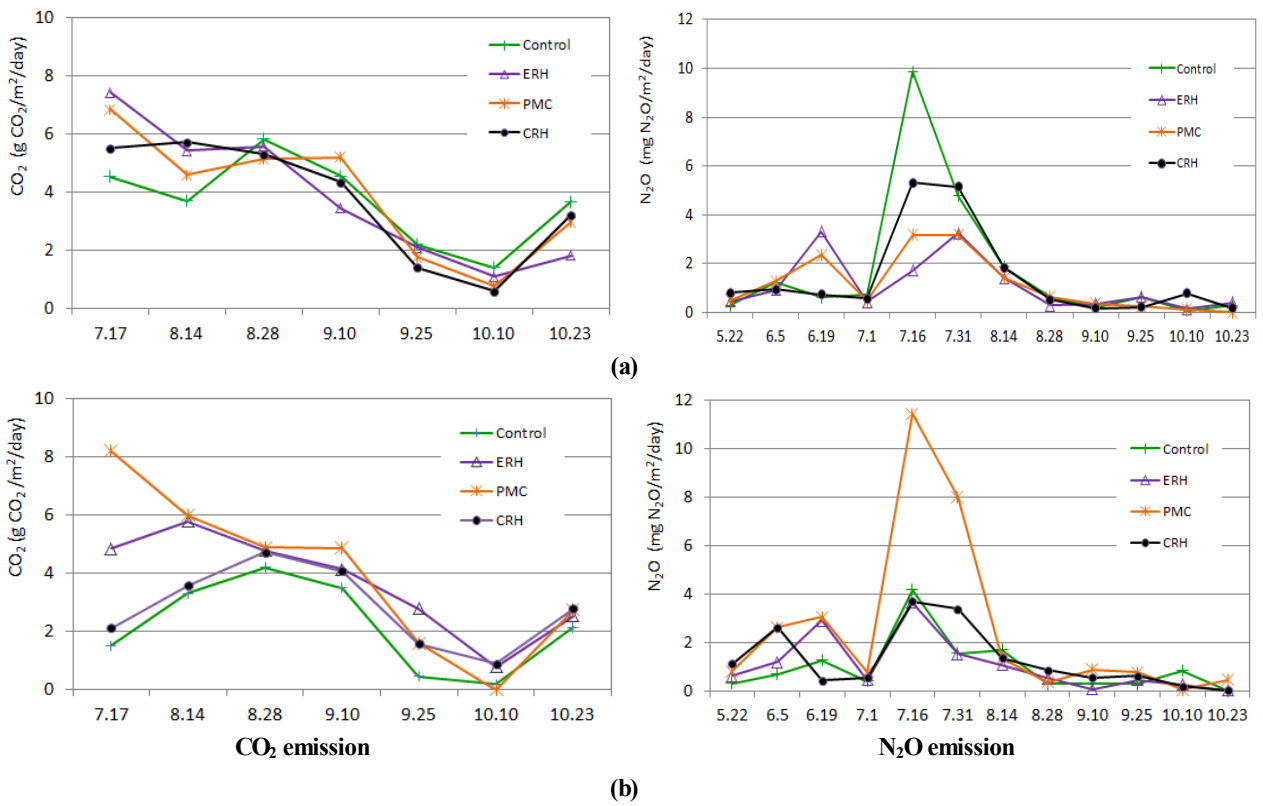 10
8
6
4
2
0
CO₂ (g CO₂/m²/day)
Control
ERH
PMC
CRH
7.17 8.14 8.28 9.10 9.25 10.10 10.23
12
10
8
6
4
2
0
N₂O (mg N₂O/m²/day)
Control
ERH
PMC
CRH
5.22 6.5 6.19 7.1 7.16 7.31 8.14 8.28 9.10 9.25 10.10 10.23
(a)
10
8
6
4
2
0
CO₂ (g CO₂ /m²/day)
Control
ERH
PMC
CRH
7.17 8.14 8.28 9.10 9.25 10.10 10.23
CO₂ emission
12
10
8
6
4
2
0
N₂O (mg N₂O/m²/day)
Control
ERH
PMC
CRH
5.22 6.5 6.19 7.1 7.16 7.31 8.14 8.28 9.10 9.25 10.10 10.23
N₂O emission
(b)